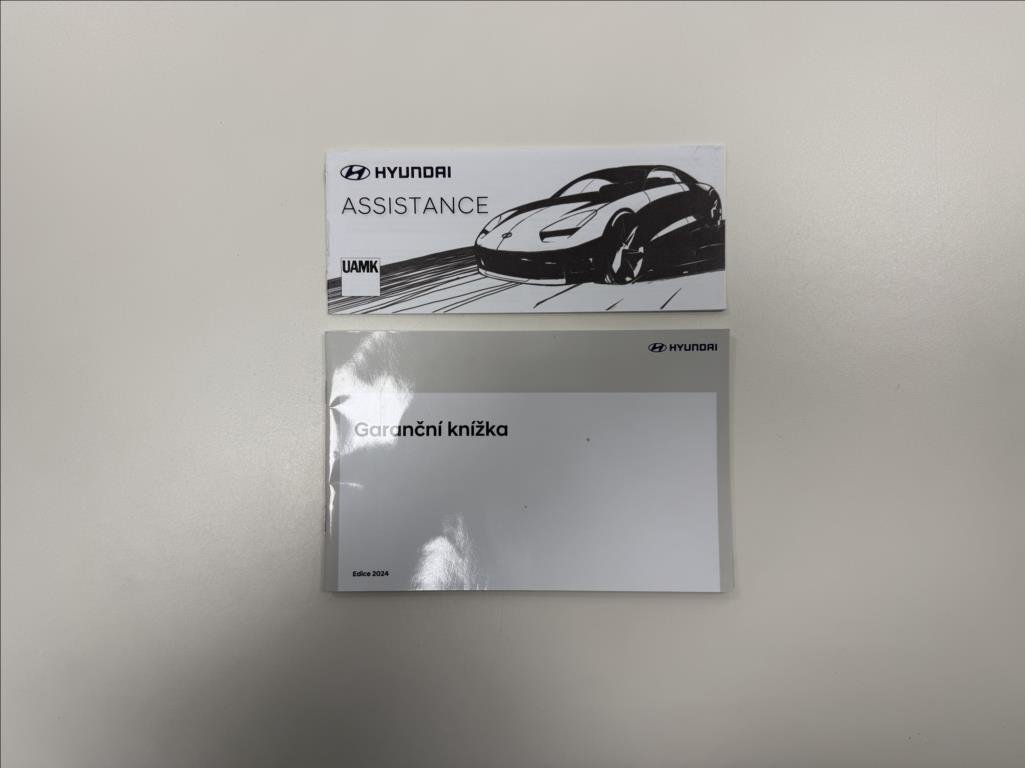 HYUNDAI
ASSISTANCE
UAMK
HYUNDAI
Garanční knížka
Edice 2024